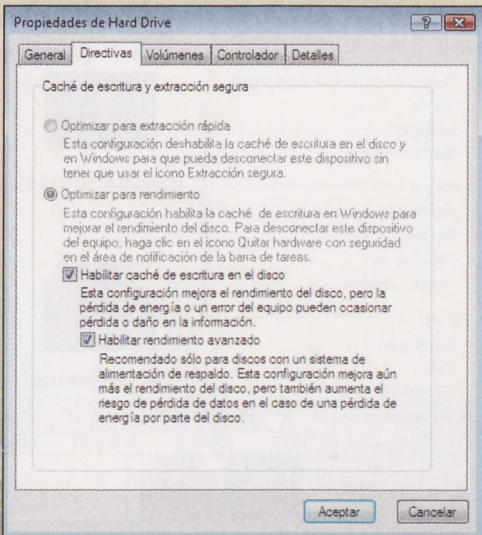 Propiedades de Hard Drive
General Directivas Volúmenes Controlador Detalles
Caché de escritura y extracción segura
Optimizar para extracción rápida
Esta configuración deshabilita la caché de escritura en el disco y
en Windows para que pueda desconectar este dispositivo sin
tener que usar el icono Extracción segura.
Optimizar para rendimiento
Esta configuración habilita la caché de escritura en Windows para
mejorar el rendimiento del disco. Para desconectar este dispositivo
del equipo, haga clic en el icono Quitar hardware con seguridad
en el área de notificación de la barra de tareas.
Habilitar caché de escritura en el disco
Esta configuración mejora el rendimiento del disco, pero la
pérdida de energía o un error del equipo pueden ocasionar
pérdida o daño en la información.
Habilitar rendimiento avanzado
Recomendado sólo para discos con un sistema de
alimentación de respaldo. Esta configuración mejora aún
más el rendimiento del disco, pero también aumenta el
riesgo de pérdida de datos en el caso de una pérdida de
energía por parte del disco.
Aceptar Cancelar